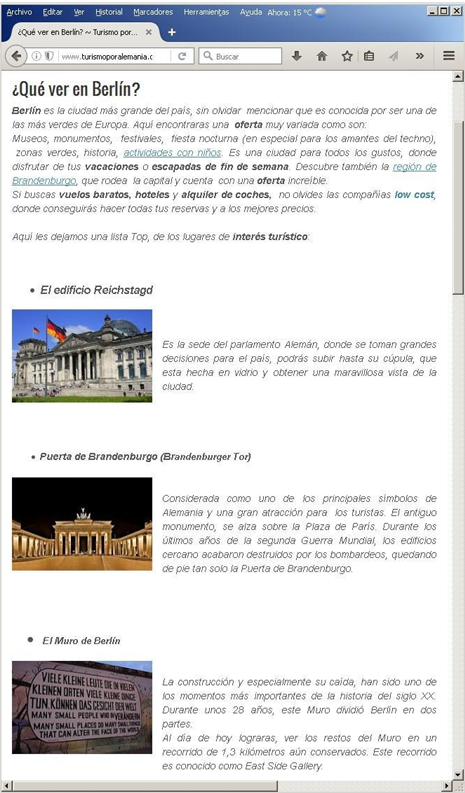 Archivo Editar Ver Historial Marcadores Herramientas Ayuda Ahora: 15 °C
¿Qué ver en Berlín? ~ Turismo por...
www.turismoporalemania.c
Buscar
¿Qué ver en Berlín?
Berlín es la ciudad más grande del país, sin olvidar mencionar que es conocida por ser una de
las más verdes de Europa. Aquí encontraras una oferta muy variada como son:
Museos, monumentos, festivales, fiesta nocturna (en especial para los amantes del techno),
zonas verdes, historia, actividades con niños. Es una ciudad para todos los gustos, donde
disfrutar de tus vacaciones o escapadas de fin de semana. Descubre también la región de
Brandenburgo, que rodea la capital y cuenta con una oferta increíble.
Si buscas vuelos baratos, hoteles y alquiler de coches, no olvides las compañías low cost,
donde conseguirás hacer todas tus reservas y a los mejores precios.
Aquí les dejamos una lista Top, de los lugares de interés turístico:
• El edificio Reichstagd
Es la sede del parlamento Alemán, donde se toman grandes
decisiones para el país, podrás subir hasta su cúpula, que
esta hecha en vidrio y obtener una maravillosa vista de la
ciudad.
• Puerta de Brandenburgo (Brandenburger Tor)
Considerada como uno de los principales símbolos de
Alemania y una gran atracción para los turistas. El antiguo
monumento, se alza sobre la Plaza de París. Durante los
últimos años de la segunda Guerra Mundial, los edificios
cercano acabaron destruidos por los bombardeos, quedando
de pie tan solo la Puerta de Brandenburgo.
• El Muro de Berlín
VIELE KLEINE LEUTE DIE IN VIELEN
KLEINEN ORTEN VIELE KLEINE DINGE
TUN, KÖNNEN DAS GESICHT DER WELT
VERÄNDERN
MANY SMALL PEOPLE WHO IN
MANY SMALL PLACES DO MANY SMALL THINGS
THAT CAN ALTER THE FACE OF THE WORLD
La construcción y especialmente su caída, han sido uno de
los momentos más importantes de la historia del siglo XX.
Durante unos 28 años, este Muro dividió Berlín en dos
partes.
Al día de hoy lograras, ver los restos del Muro en un
recorrido de 1,3 kilómetros aún conservados. Este recorrido
es conocido como East Side Gallery.